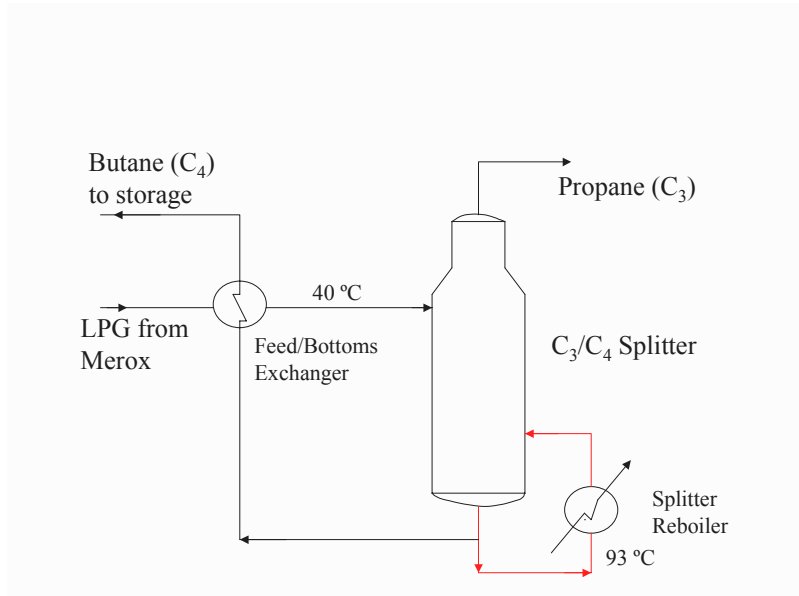 Butane (C₄)
to storage
Propane (C₃)
40 ºC
LPG from
Merox
Feed/Bottoms
Exchanger
C₃/C₄ Splitter
Splitter
Reboiler
93 ºC